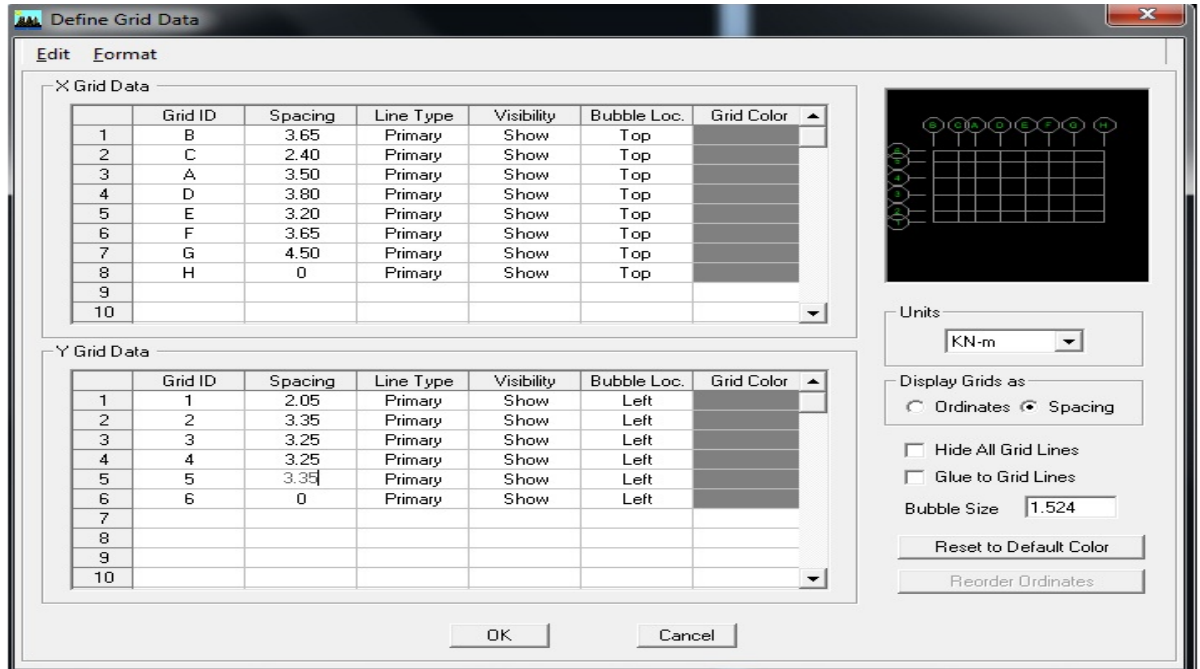 Define Grid Data
Edit Format
X Grid Data
Grid ID Spacing Line Type Visibility Bubble Loc. Grid Color
1 B 3.65 Primary Show Top
2 C 2.40 Primary Show Top
3 A 3.50 Primary Show Top
4 D 3.80 Primary Show Top
5 E 3.20 Primary Show Top
6 F 3.65 Primary Show Top
7 G 4.50 Primary Show Top
8 H 0 Primary Show Top
9
10
Y Grid Data
Grid ID Spacing Line Type Visibility Bubble Loc. Grid Color
1 1 2.05 Primary Show Left
2 2 3.35 Primary Show Left
3 3 3.25 Primary Show Left
4 4 3.25 Primary Show Left
5 5 3.35 Primary Show Left
6 6 0 Primary Show Left
7
8
9
10
B C A D E F G H
6
5
4
3
2
1
Units
KN-m
Display Grids as
Ordinates Spacing
Hide All Grid Lines
Glue to Grid Lines
Bubble Size 1.524
Reset to Default Color
Reorder Ordinates
OK Cancel